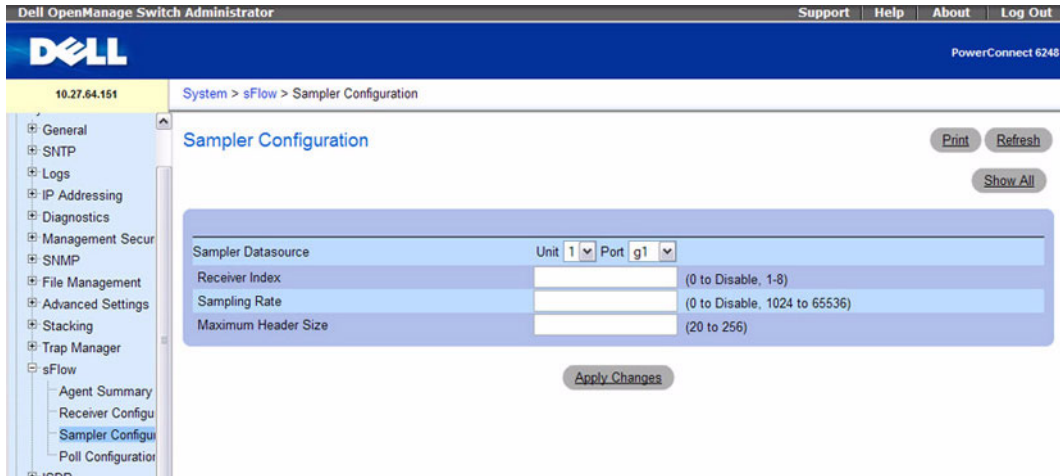 Dell OpenManage Switch Administrator
Support Help About Log Out
DELL
PowerConnect 6248
10.27.64.151
System > sFlow > Sampler Configuration
General
SNTP
Logs
IP Addressing
Diagnostics
Management Secur
SNMP
File Management
Advanced Settings
Stacking
Trap Manager
sFlow
Agent Summary
Receiver Configu
Sampler Configur
Poll Configuration
Sampler Configuration
Print Refresh
Show All
Sampler Datasource Unit 1 Port g1
Receiver Index (0 to Disable, 1-8)
Sampling Rate (0 to Disable, 1024 to 65536)
Maximum Header Size (20 to 256)
Apply Changes